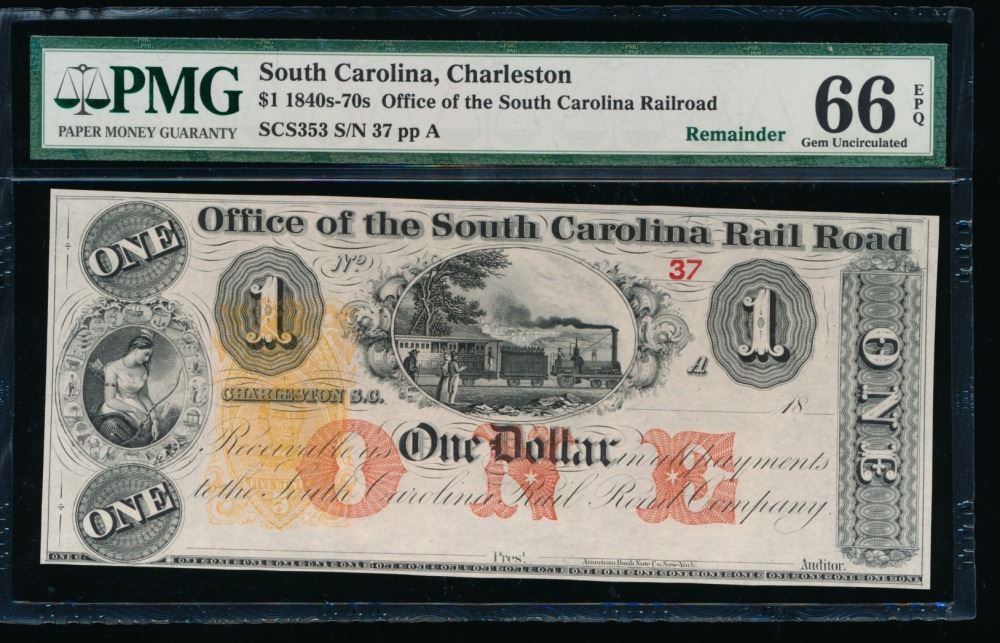 PMG
PAPER MONEY GUARANTY
South Carolina, Charleston
$1 1840s-70s Office of the South Carolina Railroad
SCS353 S/N 37 pp A
Remainder
66 EPQ
Gem Uncirculated
Office of the South Carolina Rail Road
ONE
No
37
1
1
A
CHARLESTON S.C.
18
ONE
Receivable as One Dollar in all payments
ONE
to the South Carolina Rail Road Company.
ONE
Prest
American Bank Note Co. New-York.
Auditor.